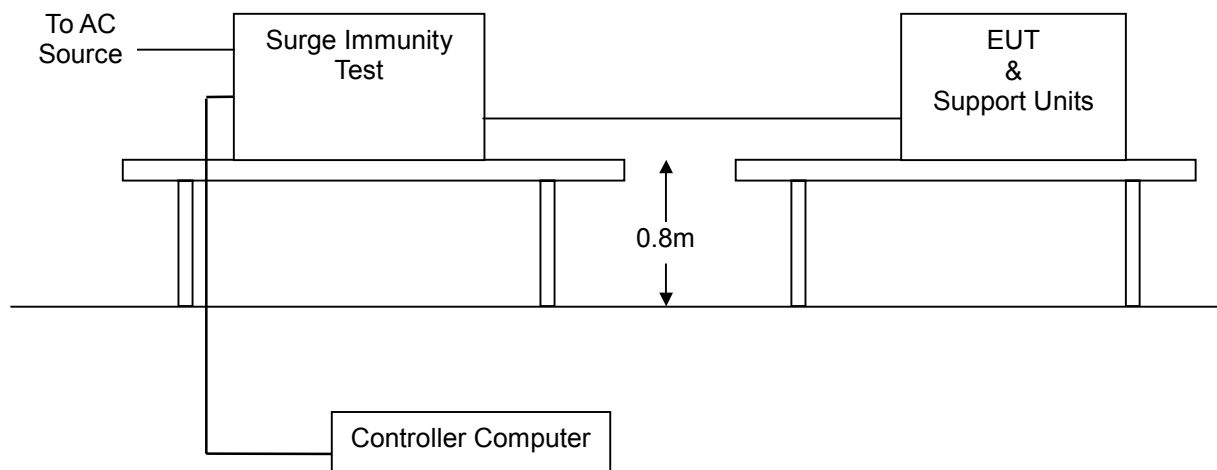 To AC
Source
Surge Immunity
Test
EUT
&
Support Units
0.8m
Controller Computer